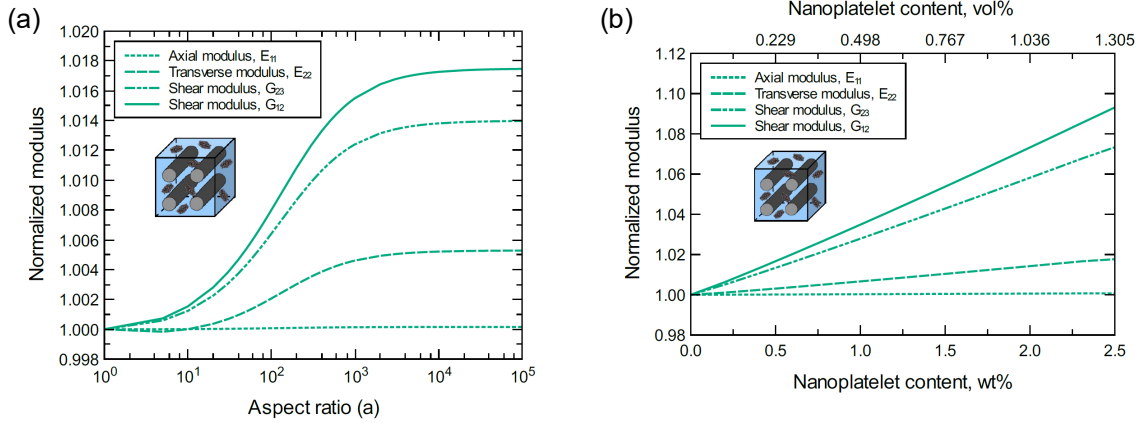 (a)
1.020
1.018
1.016
1.014
1.012
1.010
1.008
1.006
1.004
1.002
1.000
0.998
Normalized modulus
Axial modulus, E11
Transverse modulus, E22
Shear modulus, G23
Shear modulus, G12
10^0 10^1 10^2 10^3 10^4 10^5
Aspect ratio (a)
(b)
Nanoplatelet content, vol%
0.229 0.498 0.767 1.036 1.305
1.12
1.10
1.08
1.06
1.04
1.02
1.00
0.98
Normalized modulus
Axial modulus, E11
Transverse modulus, E22
Shear modulus, G23
Shear modulus, G12
0.0 0.5 1.0 1.5 2.0 2.5
Nanoplatelet content, wt%